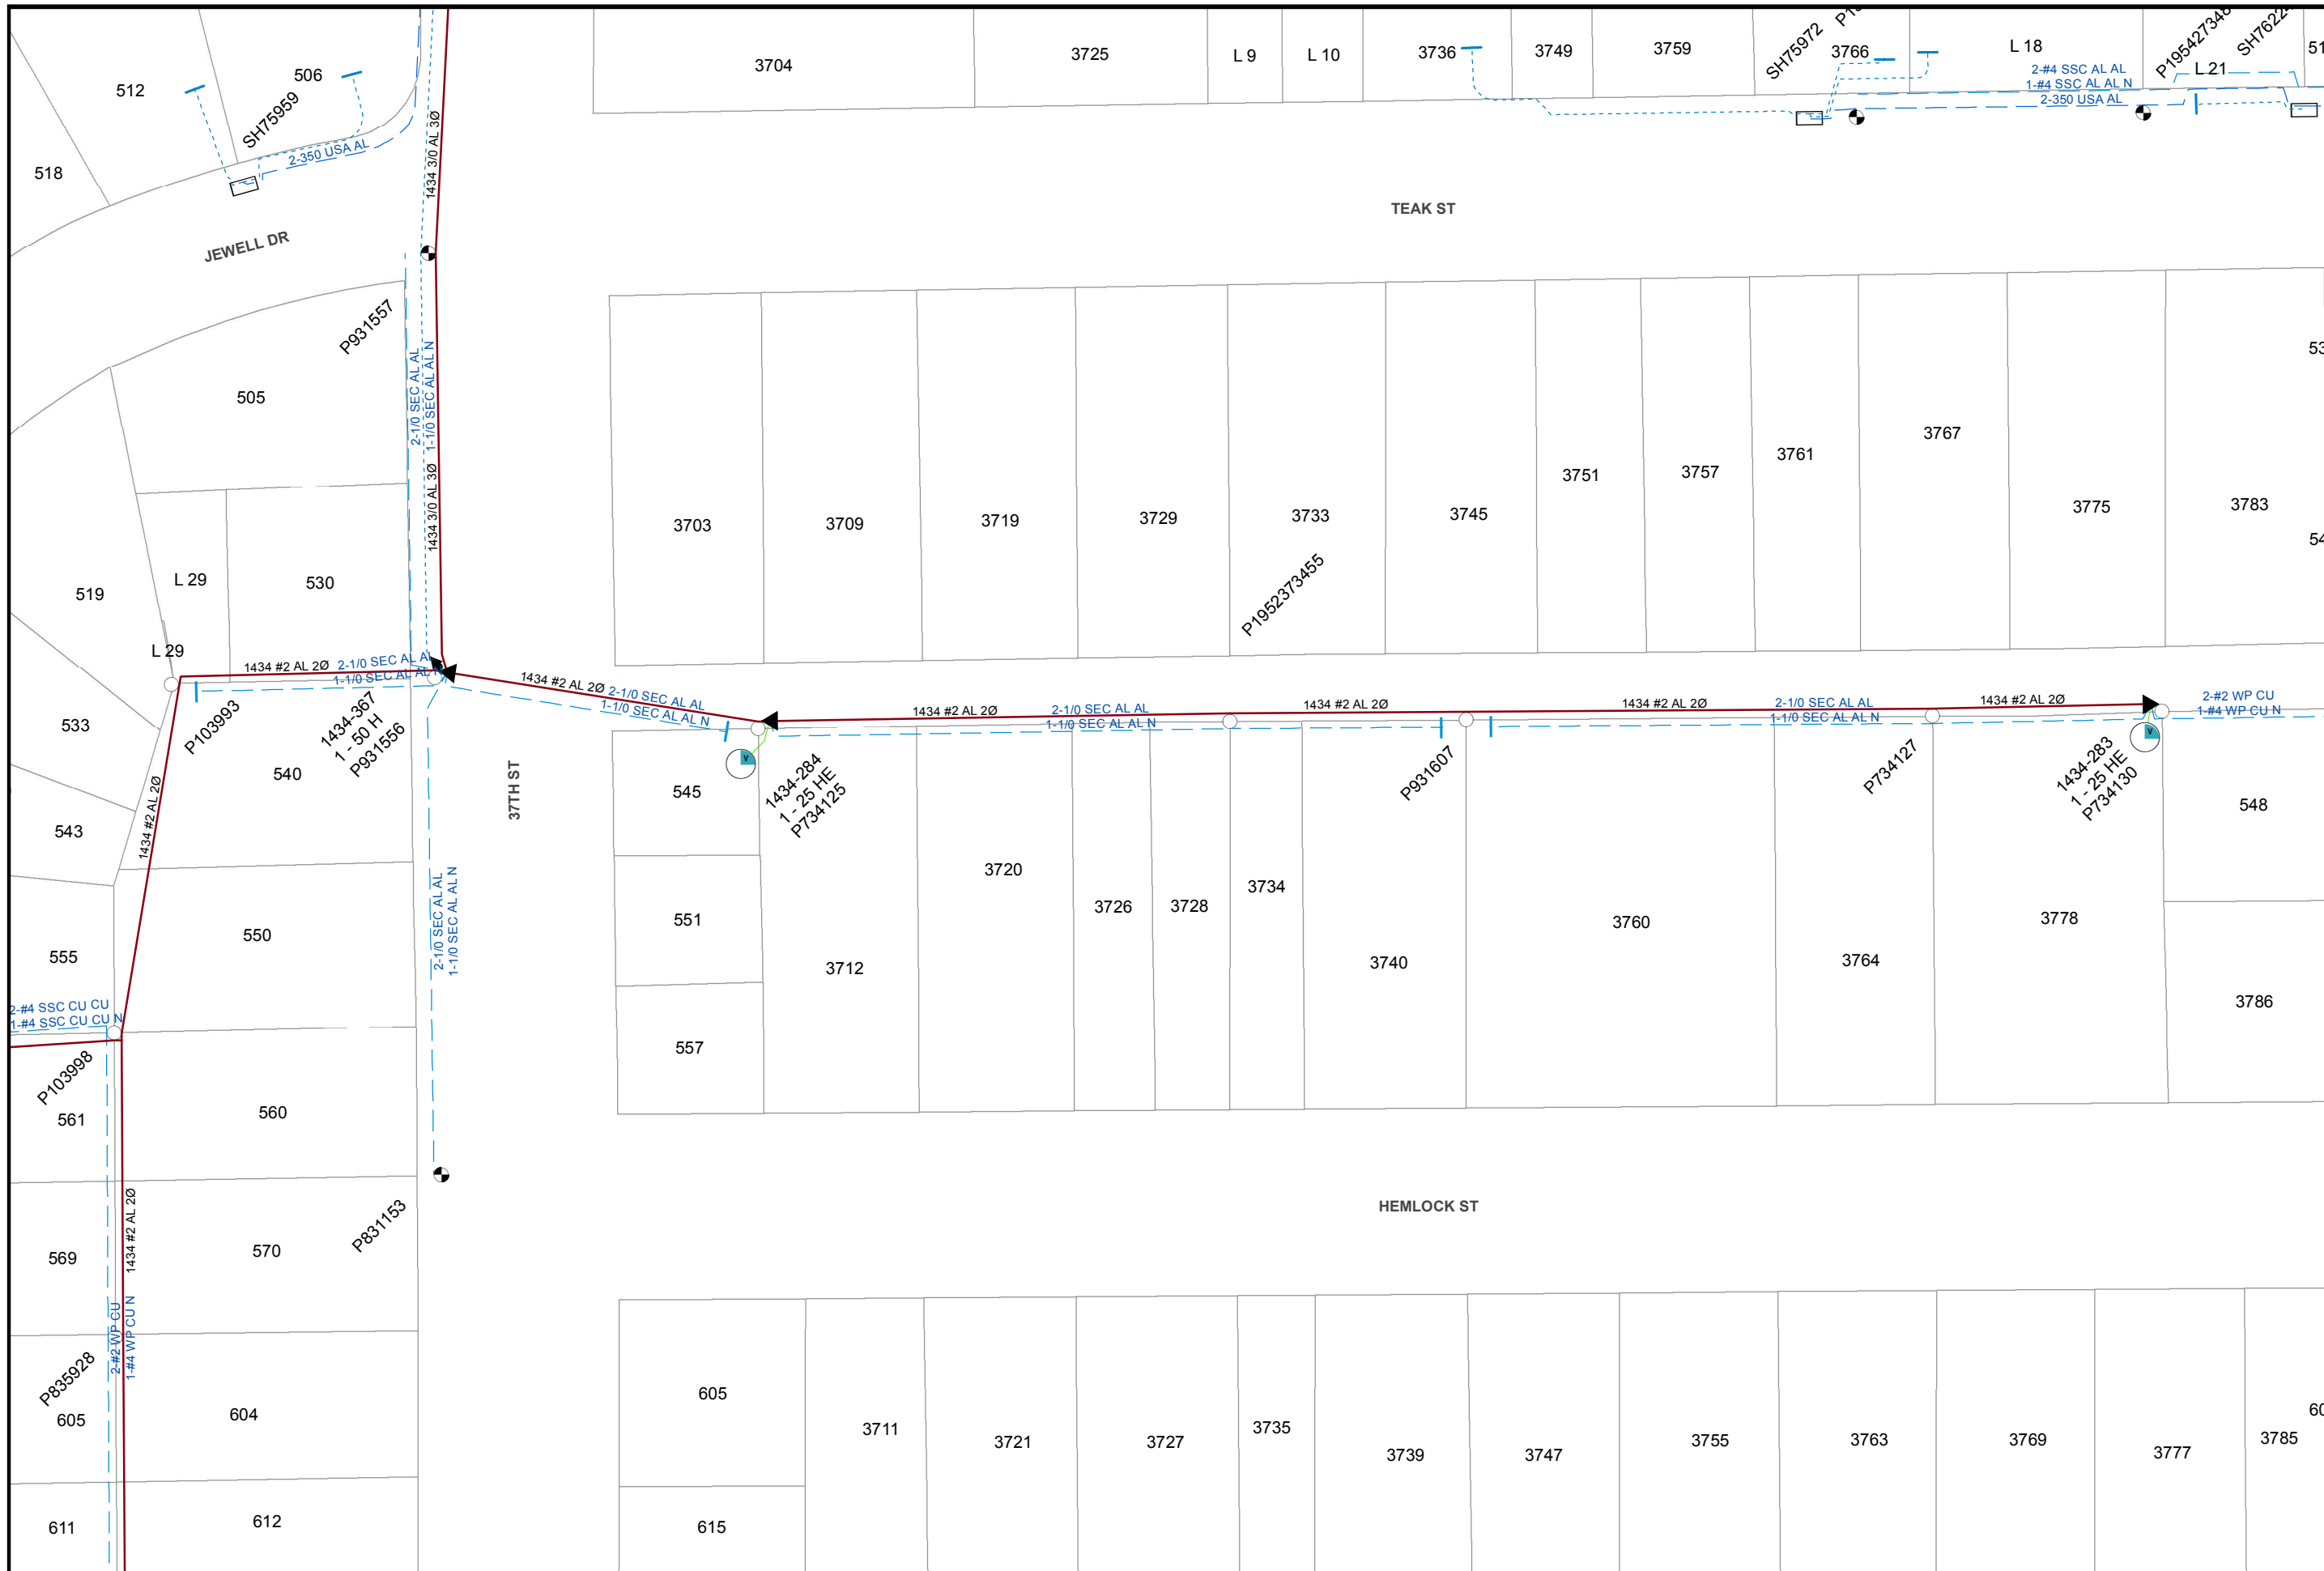 3704
3725
L 9
L 10
3736
3749
3759
SH75972
3766
L 18
P195427348
2-#4 SSC AL AL
1-#4 SSC AL AL N
2-350 USA AL
L 21
512
506
SH75959
2-350 USA AL
518
1434 3/0 AL 3Ø
TEAK ST
JEWELL DR
P931557
505
2-1/0 SEC AL AL
1-1/0 SEC AL AL N
1434 3/0 AL 3Ø
3703
3709
3719
3729
3733
3745
3751
3757
3761
3767
3775
3783
P1952373455
519
L 29
530
L 29
1434 #2 AL 2Ø
2-1/0 SEC AL AL
1-1/0 SEC AL AL N
1434 #2 AL 2Ø
2-1/0 SEC AL AL
1-1/0 SEC AL AL N
1434 #2 AL 2Ø
2-1/0 SEC AL AL
1-1/0 SEC AL AL N
1434 #2 AL 2Ø
1434 #2 AL 2Ø
2-1/0 SEC AL AL
1-1/0 SEC AL AL N
1434 #2 AL 2Ø
2-#2 WP CU
1-#4 WP CU N
533
P103993
1434-367
1 - 50 H
P931556
540
37TH ST
545
V
1434-284
1 - 25 HE
P734125
P931607
P734127
1434-283
1 - 25 HE
P734130
V
548
543
1434 #2 AL 2Ø
550
555
2-1/0 SEC AL AL
1-1/0 SEC AL AL N
551
557
3712
3720
3726
3728
3734
3740
3760
3764
3778
3786
2-#4 SSC CU CU
1-#4 SSC CU CU N
P103998
561
560
569
1434 #2 AL 2Ø
570
P831153
HEMLOCK ST
2-#2 WP CU
1-#4 WP CU N
P835928
605
604
611
612
605
615
3711
3721
3727
3735
3739
3747
3755
3763
3769
3777
3785